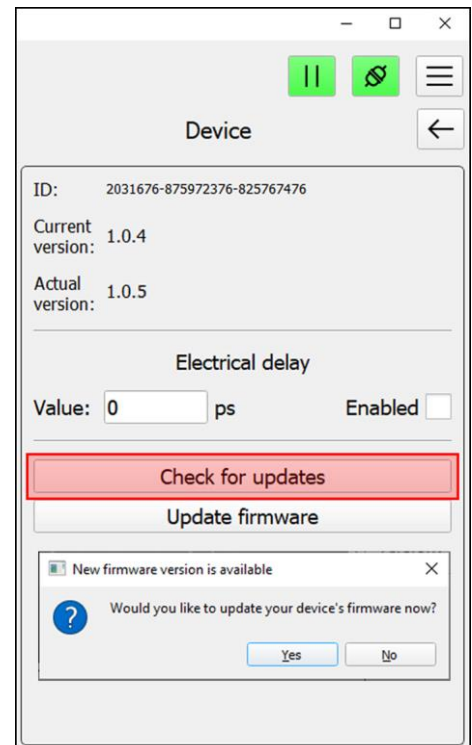 Device
ID: 2031676-875972376-825767476
Current
version: 1.0.4
Actual
version: 1.0.5
Electrical delay
Value: 0 ps Enabled
Check for updates
Update firmware
New firmware version is available
Would you like to update your device's firmware now?
Yes No